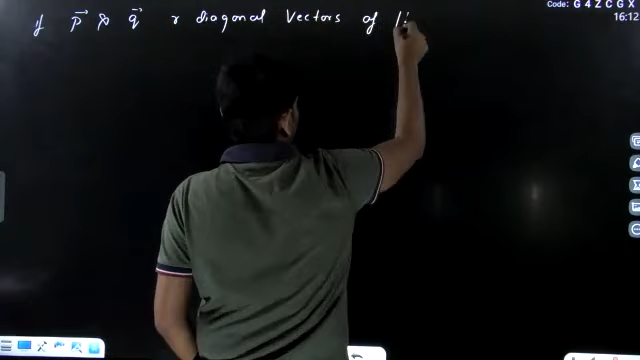 if p⃗ & q⃗ r diagonal Vectors of
Code: G 4 Z C G X
16:12